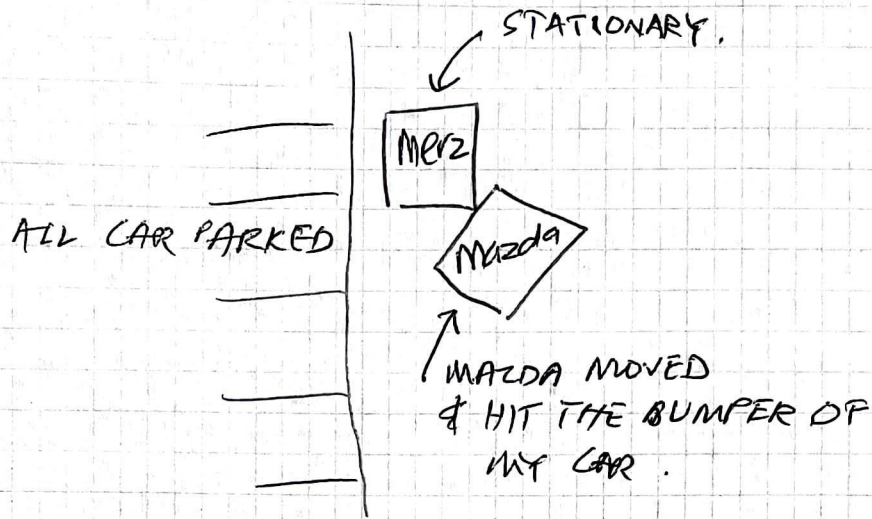 STATIONARY.
Merz
Mazda
ALL CAR PARKED
MAZDA MOVED
& HIT THE BUMPER OF
MY CAR.